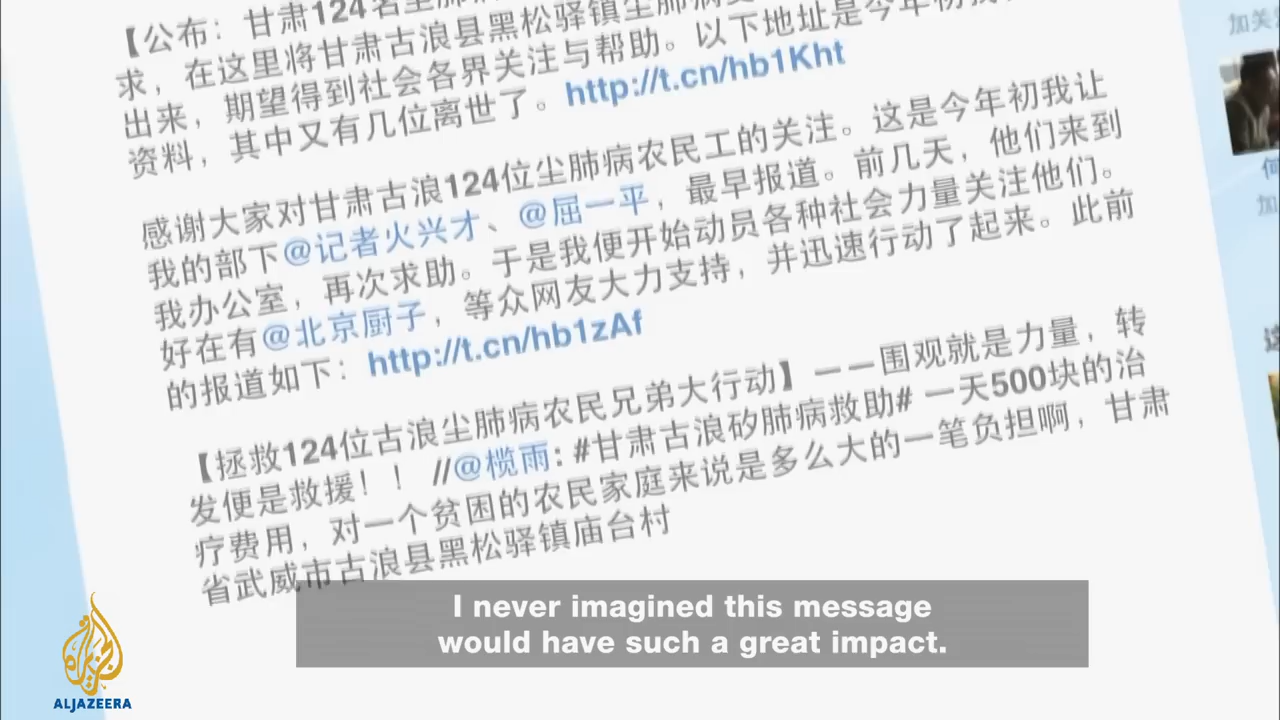 【公布：甘肃124名尘肺病
求，在这里将甘肃古浪县黑松驿镇尘肺病
出来，期望得到社会各界关注与帮助。以下地址是今年初我
资料，其中又有几位离世了。http://t.cn/hb1Kht
感谢大家对甘肃古浪124位尘肺病农民工的关注。这是今年初我让
我的部下@记者火兴才、@屈一平，最早报道。前几天，他们来到
我办公室，再次求助。于是我便开始动员各种社会力量关注他们。
好在有@北京厨子，等众网友大力支持，并迅速行动了起来。此前
的报道如下：http://t.cn/hb1zAf
【拯救124位古浪尘肺病农民兄弟大行动】——围观就是力量，转
发便是救援！！//@榄雨: #甘肃古浪矽肺病救助# 一天500块的治
疗费用，对一个贫困的农民家庭来说是多么大的一笔负担啊，甘肃
省武威市古浪县黑松驿镇庙台村
加关
I never imagined this message
would have such a great impact.
ALJAZEERA